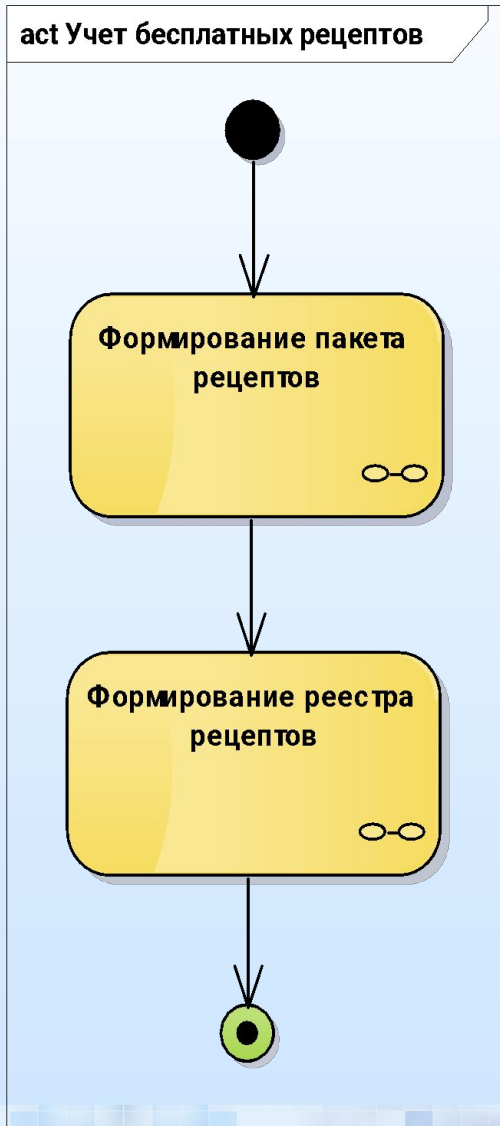 act Учет бесплатных рецептов
Формирование пакета
рецептов
Формирование реестра
рецептов